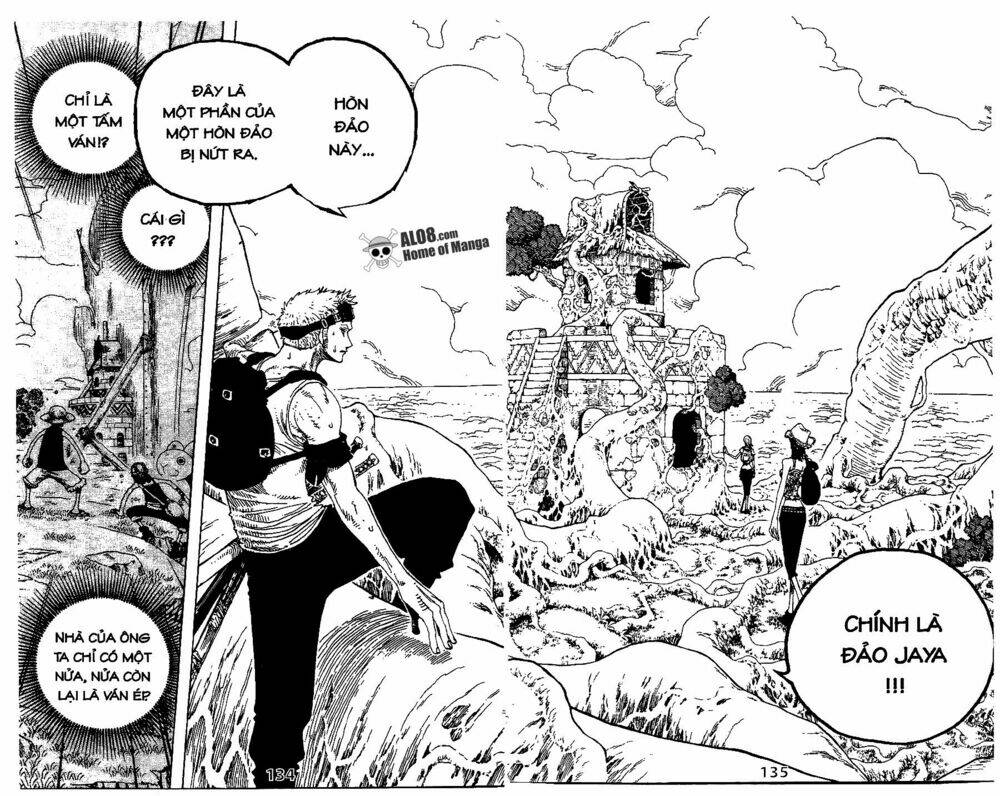 CHỈ LÀ
MỘT TẤM
VÁN!?
CÁI GÌ
???
NHÀ CỦA ÔNG
TA CHỈ CÓ MỘT
NỬA, NỬA CÒN
LẠI LÀ VÁN ÉP?
ĐÂY LÀ
MỘT PHẦN CỦA
MỘT HÒN ĐẢO
BỊ NỨT RA.
HÒN
ĐẢO
NÀY...
ALO8.com
Home of Manga
CHÍNH LÀ
ĐẢO JAYA
!!!
134
135